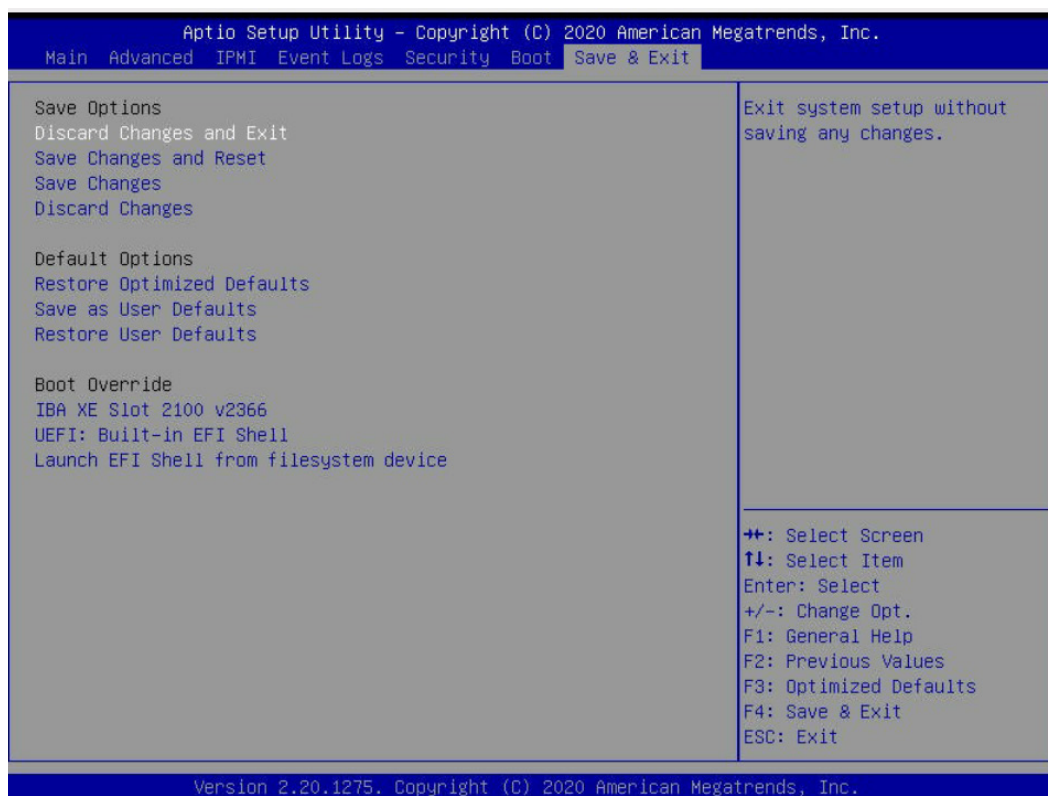 Aptio Setup Utility – Copyright (C) 2020 American Megatrends, Inc.
Main Advanced IPMI Event Logs Security Boot Save & Exit
Save Options
Discard Changes and Exit
Save Changes and Reset
Save Changes
Discard Changes
Default Options
Restore Optimized Defaults
Save as User Defaults
Restore User Defaults
Boot Override
IBA XE Slot 2100 v2366
UEFI: Built-in EFI Shell
Launch EFI Shell from filesystem device
Exit system setup without
saving any changes.
→←: Select Screen
↑↓: Select Item
Enter: Select
+/-: Change Opt.
F1: General Help
F2: Previous Values
F3: Optimized Defaults
F4: Save & Exit
ESC: Exit
Version 2.20.1275. Copyright (C) 2020 American Megatrends, Inc.